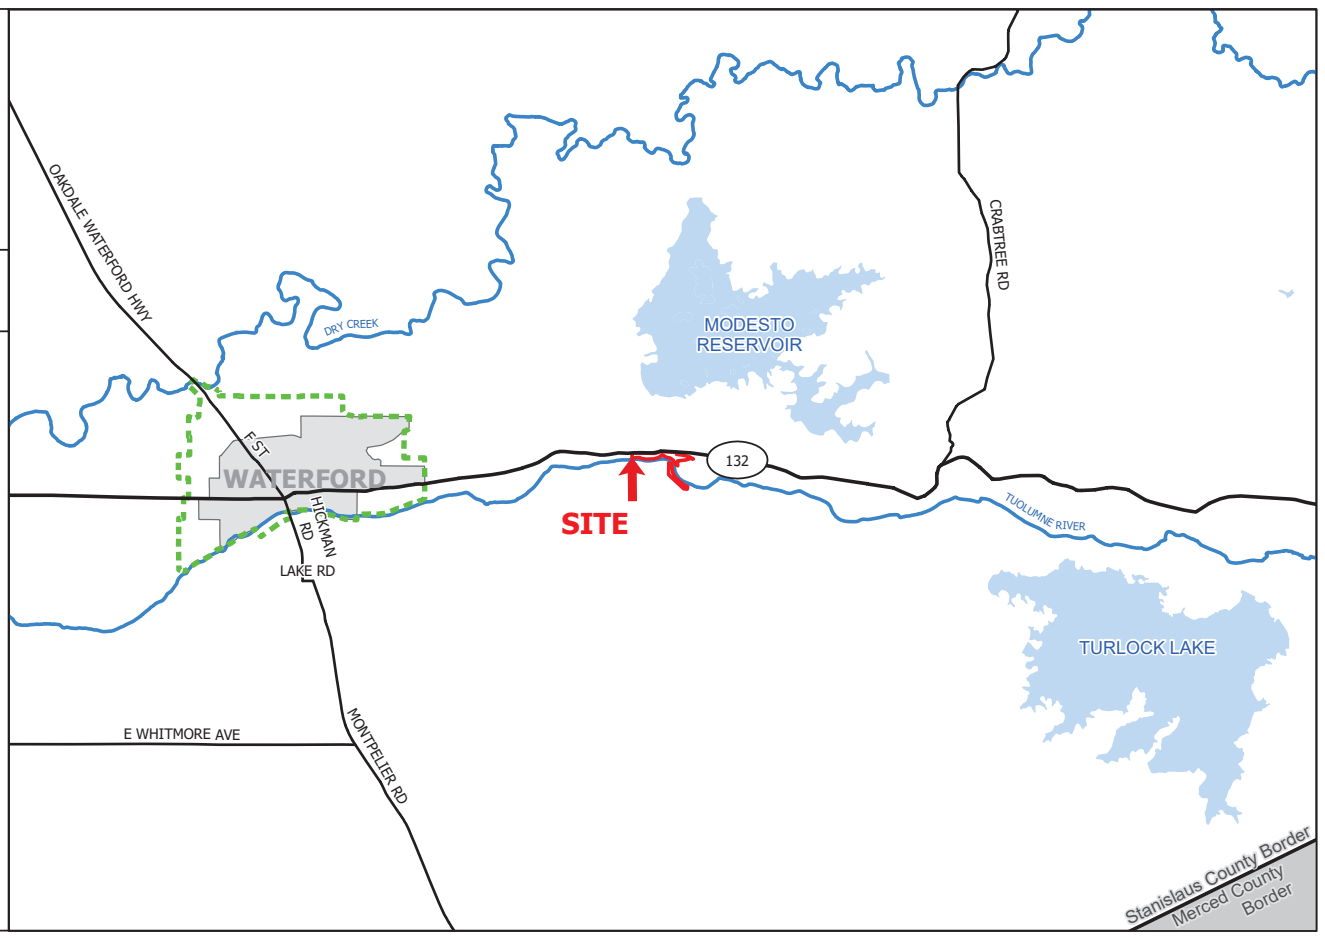 OAKDALE WATERFORD HWY
CRABTREE RD
DRY CREEK
MODESTO
RESERVOIR
F ST
WATERFORD
132
HICKMAN
RD
SITE
TUOLUMNE RIVER
LAKE RD
TURLOCK LAKE
E WHITMORE AVE
MONTPELIER RD
Stanislaus County Border
Merced County
Border